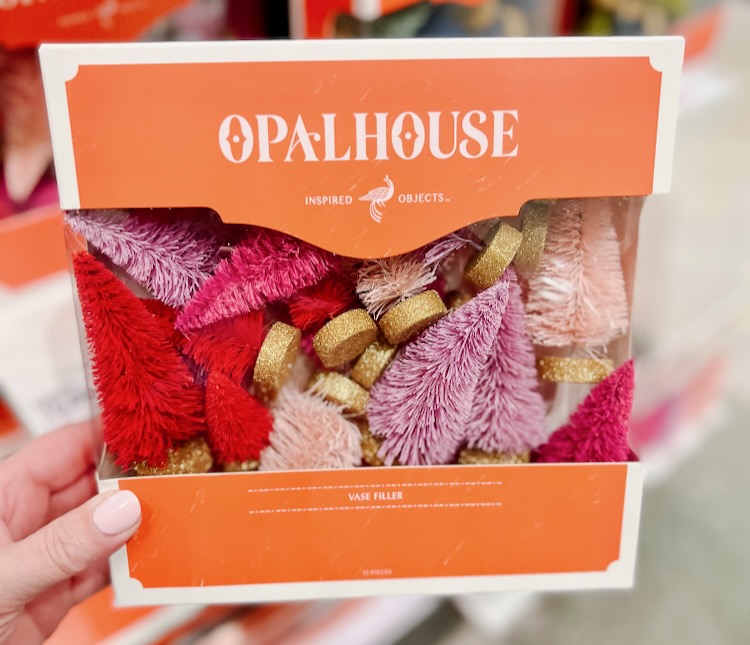 OPALHOUSE
INSPIRED OBJECTS
VASE FILLER